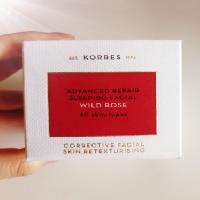 KORRES
ADVANCED REPAIR
SLEEPING FACIAL
WILD ROSE
All skin types
CORRECTIVE FACIAL
SKIN RETEXTURISING